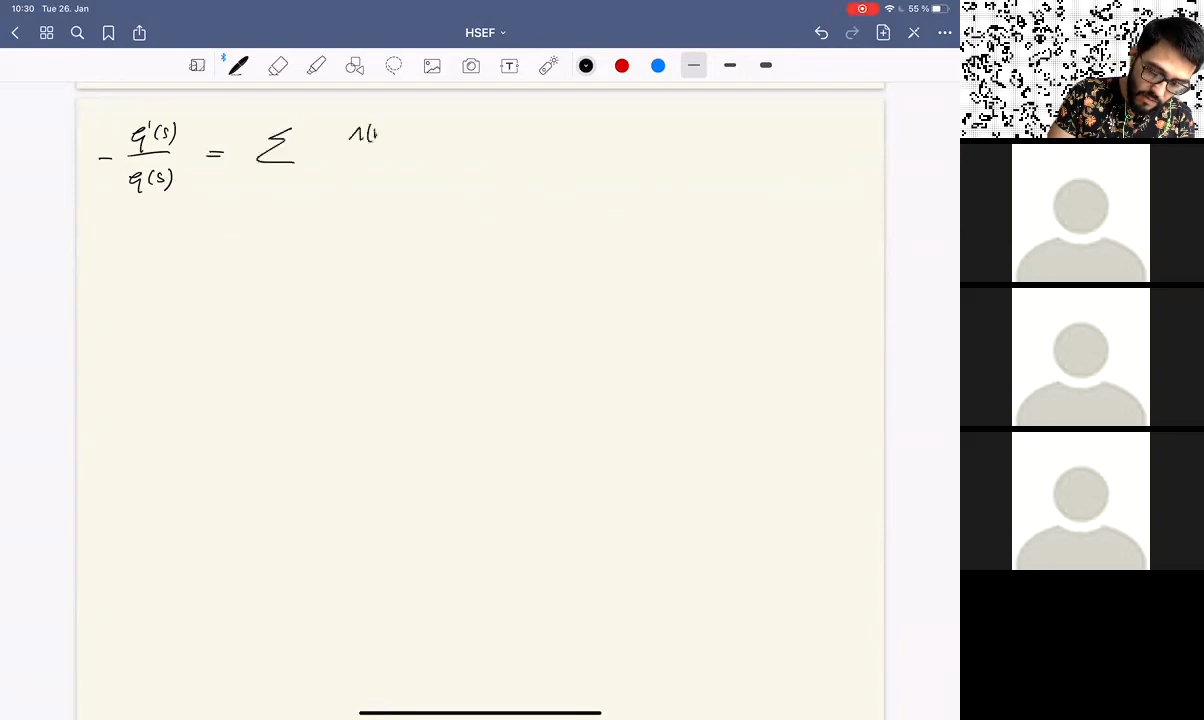 10:30 Tue 26. Jan
55 %
HSEF
- q'(s) / q(s) = Σ Λ(